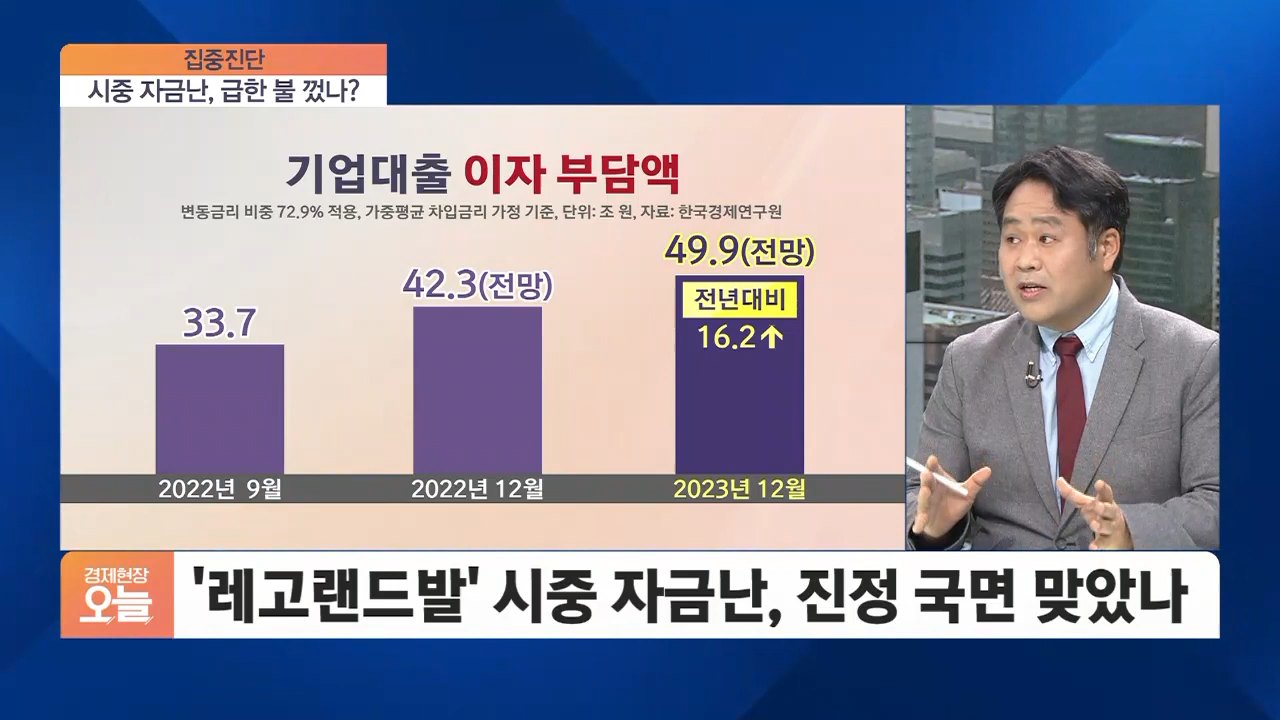 집중진단
시중 자금난, 급한 불 껐나?
기업대출 이자 부담액
변동금리 비중 72.9% 적용, 가중평균 차입금리 가정 기준, 단위: 조 원, 자료: 한국경제연구원
33.7
42.3(전망)
49.9(전망)
전년대비
16.2↑
2022년 9월
2022년 12월
2023년 12월
경제현장
오늘
'레고랜드발' 시중 자금난, 진정 국면 맞았나